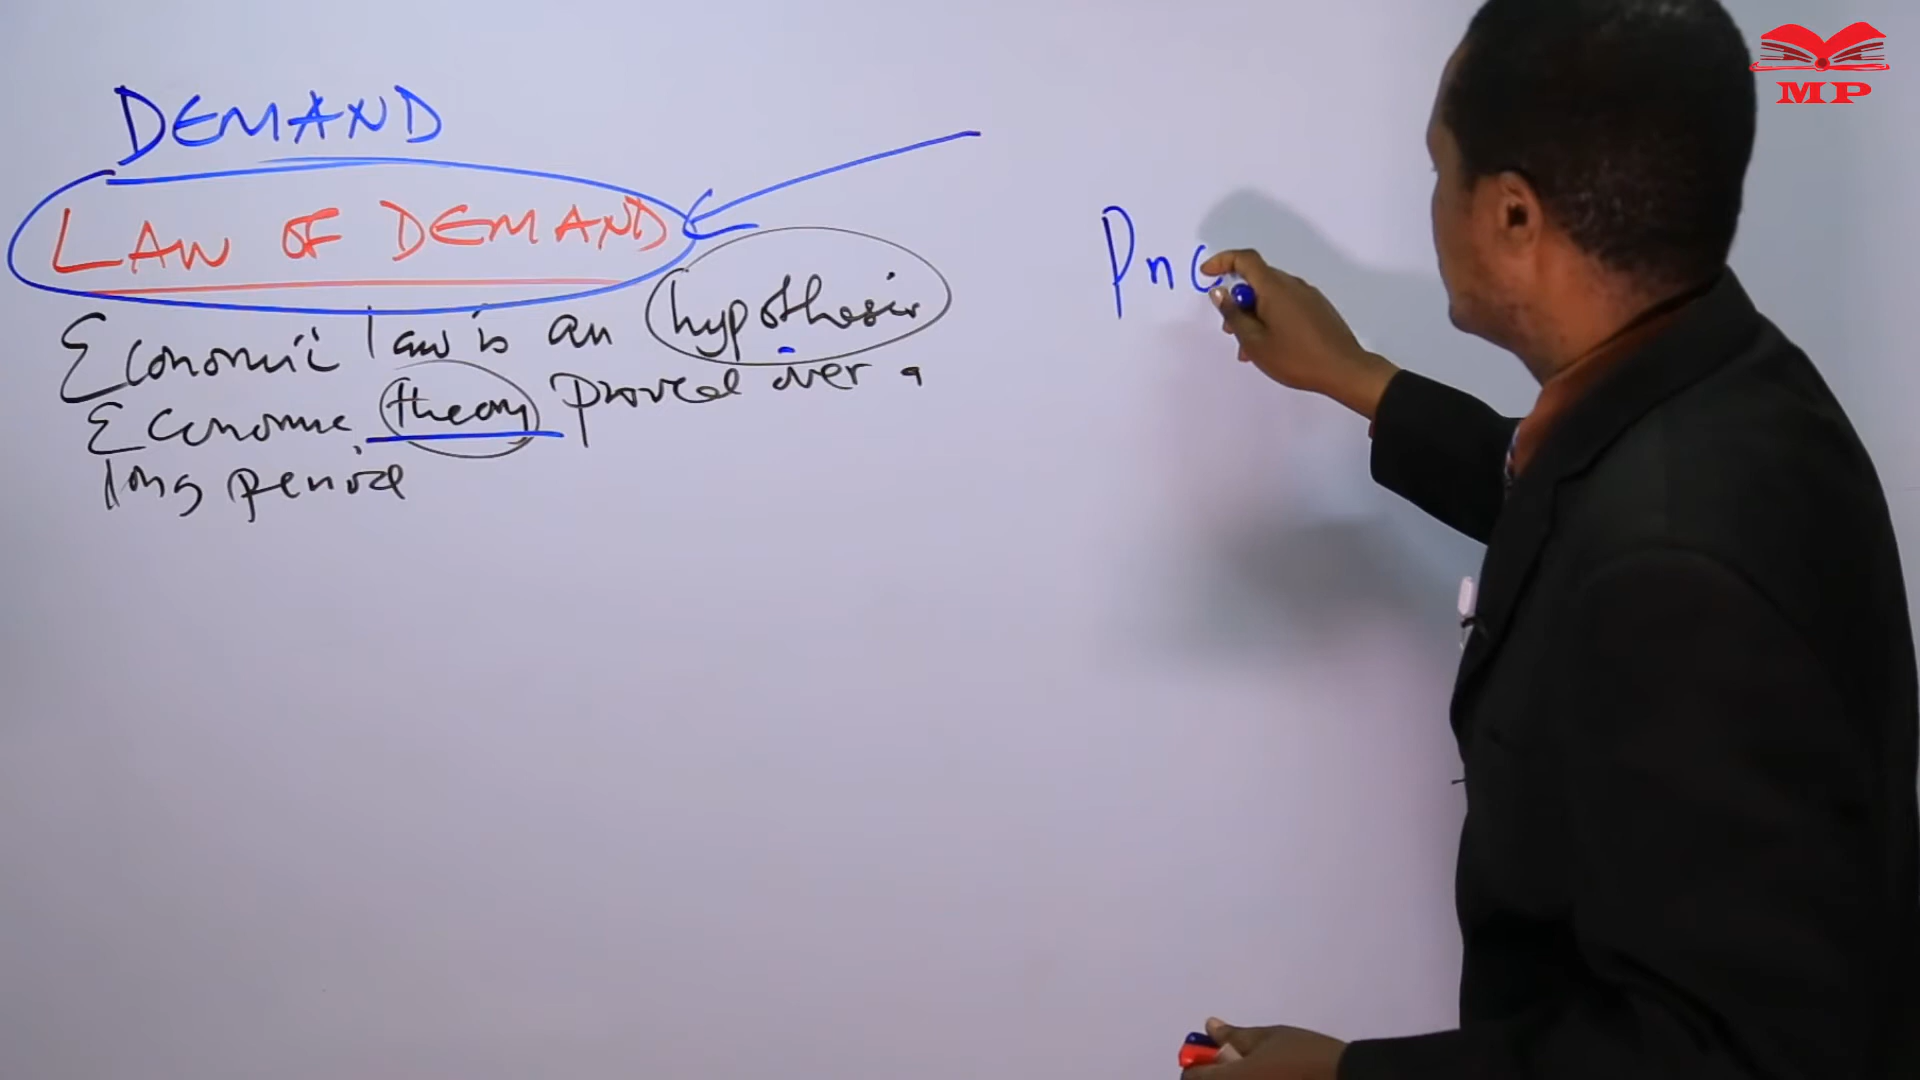 DEMAND
LAW OF DEMAND
Economic law is an hypothesis
Economic theory proved over a
long period
Pric
MP